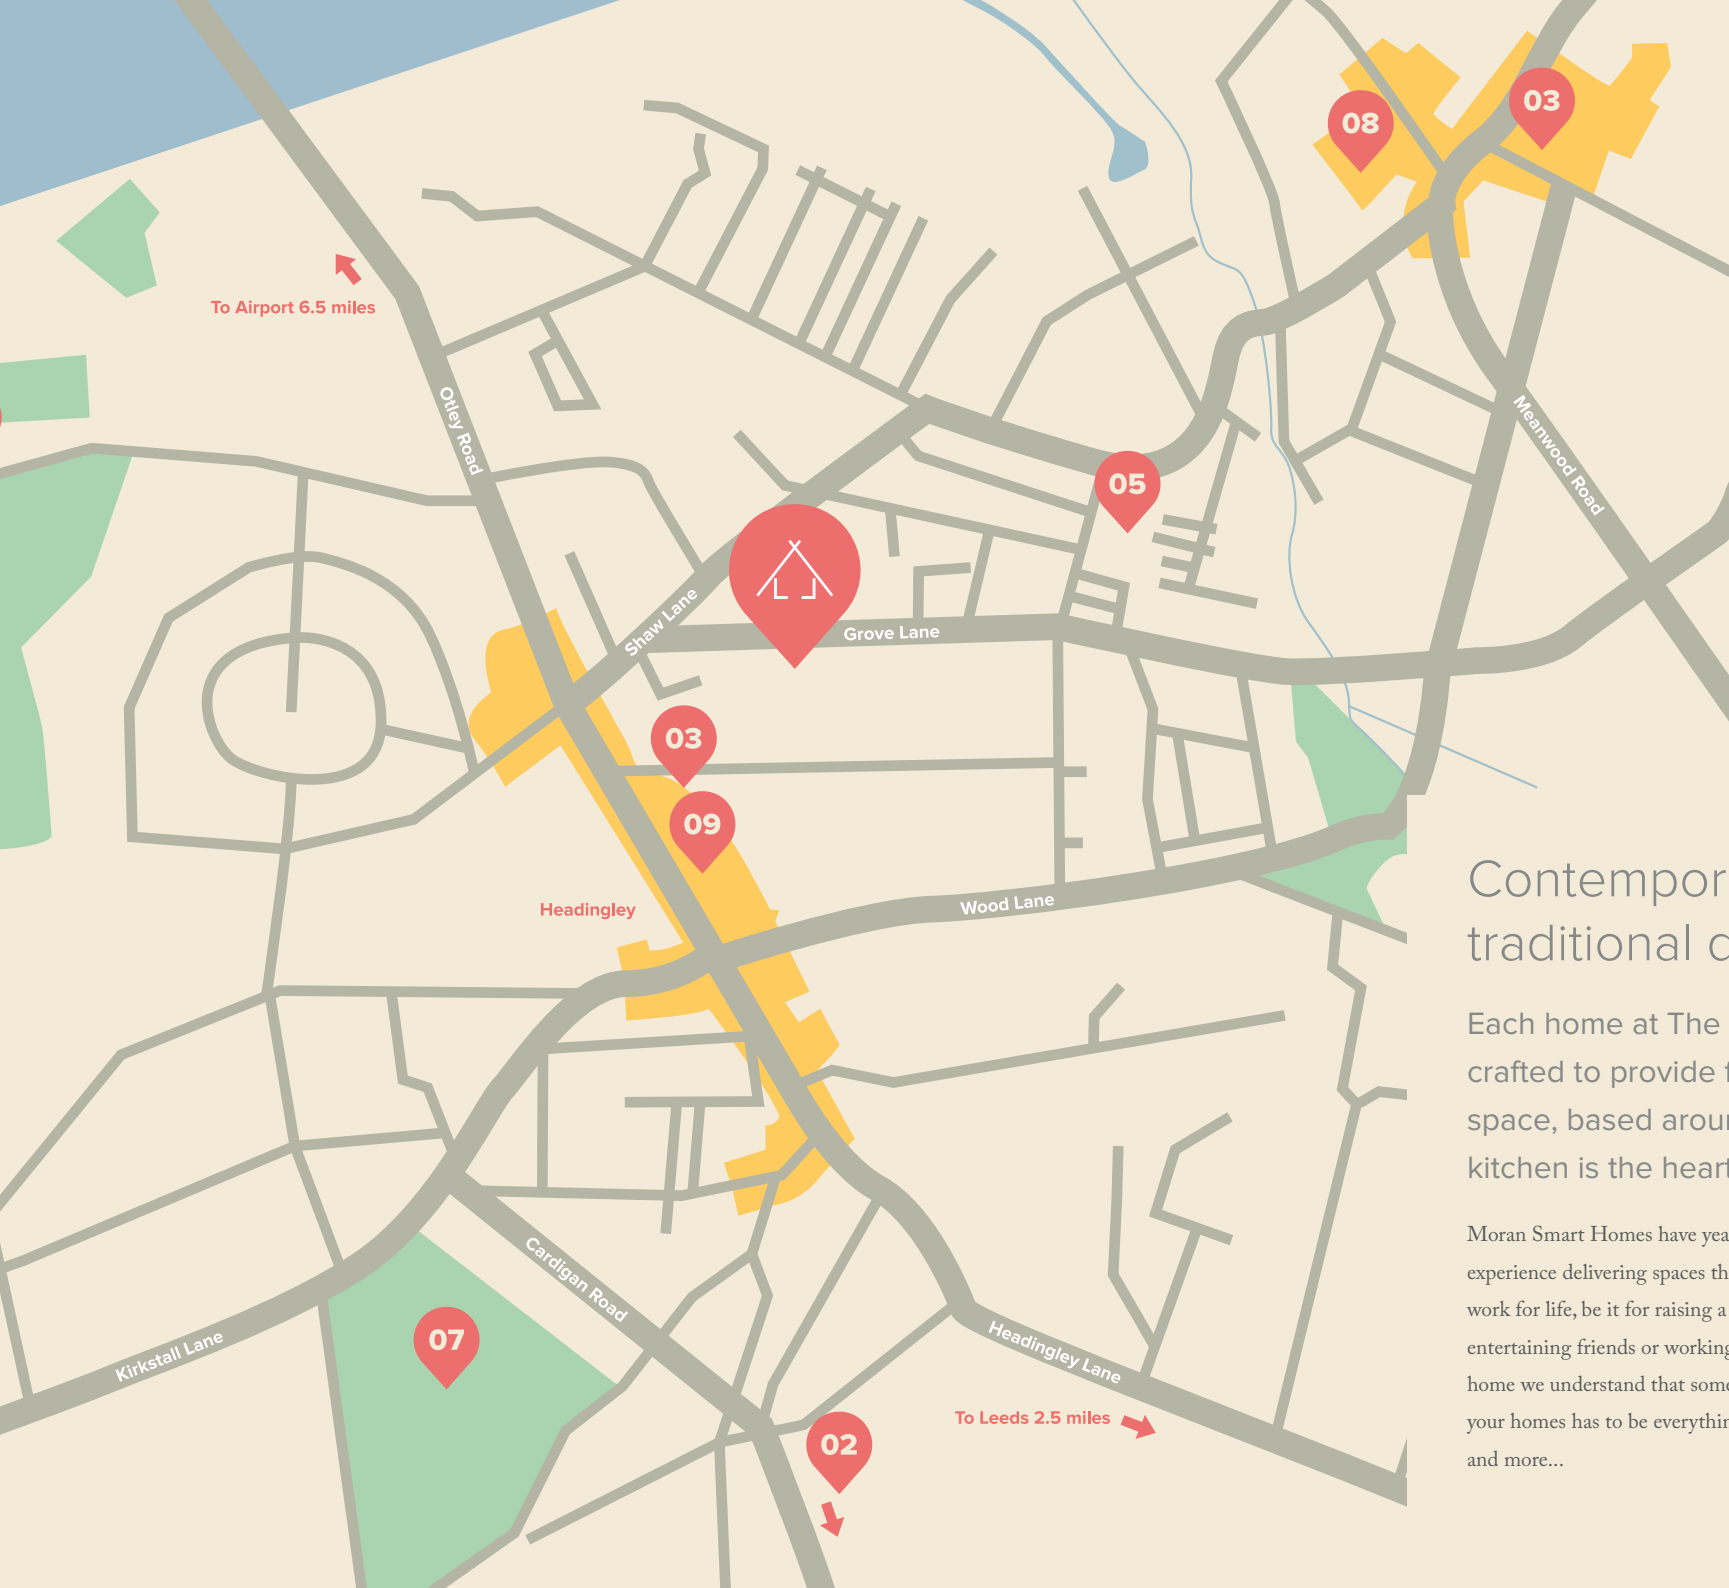 08
03
To Airport 6.5 miles
Otley Road
Meanwood Road
05
Shaw Lane
Grove Lane
03
09
Headingley
Wood Lane
Cardigan Road
07
Kirkstall Lane
Headingley Lane
To Leeds 2.5 miles
02
Contempor
traditional
Each home at The
crafted to provide
space, based arou
kitchen is the heart
Moran Smart Homes have yea
experience delivering spaces th
work for life, be it for raising a
entertaining friends or working
home we understand that some
your homes has to be everythin
and more...